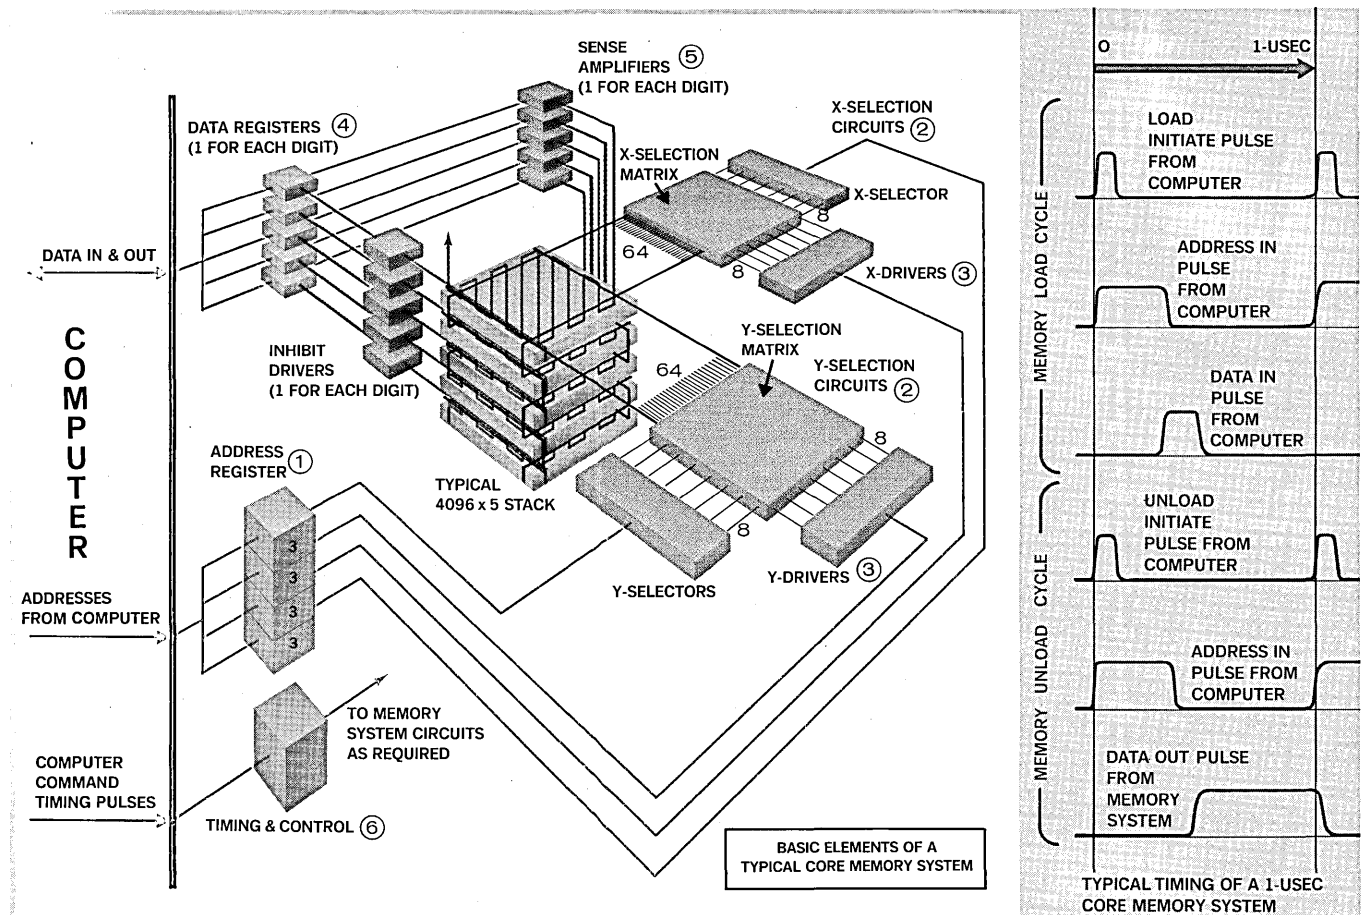 SENSE
AMPLIFIERS ⑤
(1 FOR EACH DIGIT)
DATA REGISTERS ④
(1 FOR EACH DIGIT)
X-SELECTION
CIRCUITS ②
X-SELECTION
MATRIX
X-SELECTOR
8
64
8
X-DRIVERS ③
DATA IN & OUT
COMPUTER
INHIBIT
DRIVERS
(1 FOR EACH DIGIT)
Y-SELECTION
MATRIX
Y-SELECTION
CIRCUITS ②
64
8
ADDRESS
REGISTER ①
TYPICAL
4096 x 5 STACK
8
Y-SELECTORS
Y-DRIVERS ③
3
3
3
3
ADDRESSES
FROM COMPUTER
TO MEMORY
SYSTEM CIRCUITS
AS REQUIRED
COMPUTER
COMMAND
TIMING PULSES
TIMING & CONTROL ⑥
BASIC ELEMENTS OF A
TYPICAL CORE MEMORY SYSTEM
O 1-USEC
MEMORY LOAD CYCLE
LOAD
INITIATE PULSE
FROM
COMPUTER
ADDRESS IN
PULSE
FROM
COMPUTER
DATA IN
PULSE
FROM
COMPUTER
MEMORY UNLOAD CYCLE
UNLOAD
INITIATE
PULSE FROM
COMPUTER
ADDRESS IN
PULSE FROM
COMPUTER
DATA OUT PULSE
FROM
MEMORY
SYSTEM
TYPICAL TIMING OF A 1-USEC
CORE MEMORY SYSTEM